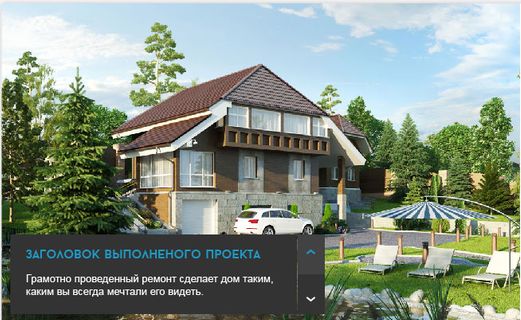 ЗАГОЛОВОК ВЫПОЛНЕНОГО ПРОЕКТА
Грамотно проведенный ремонт сделает дом таким,
каким вы всегда мечтали его видеть.